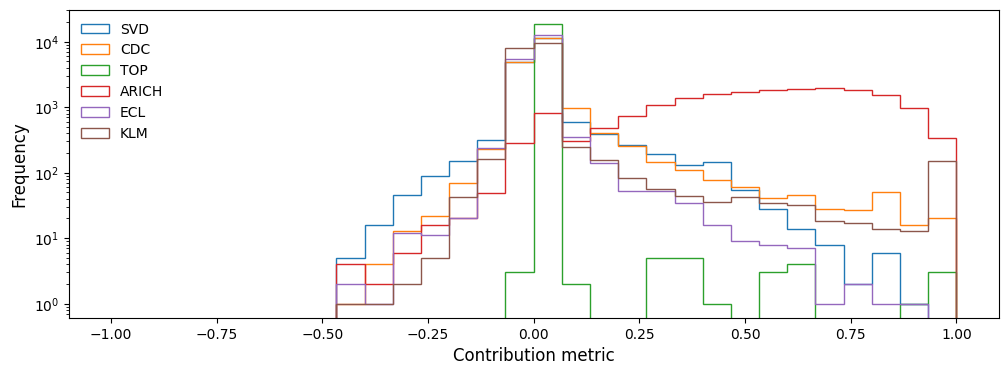 SVD
CDC
TOP
ARICH
ECL
KLM
Frequency
10⁴
10³
10²
10¹
10⁰
−1.00 −0.75 −0.50 −0.25 0.00 0.25 0.50 0.75 1.00
Contribution metric